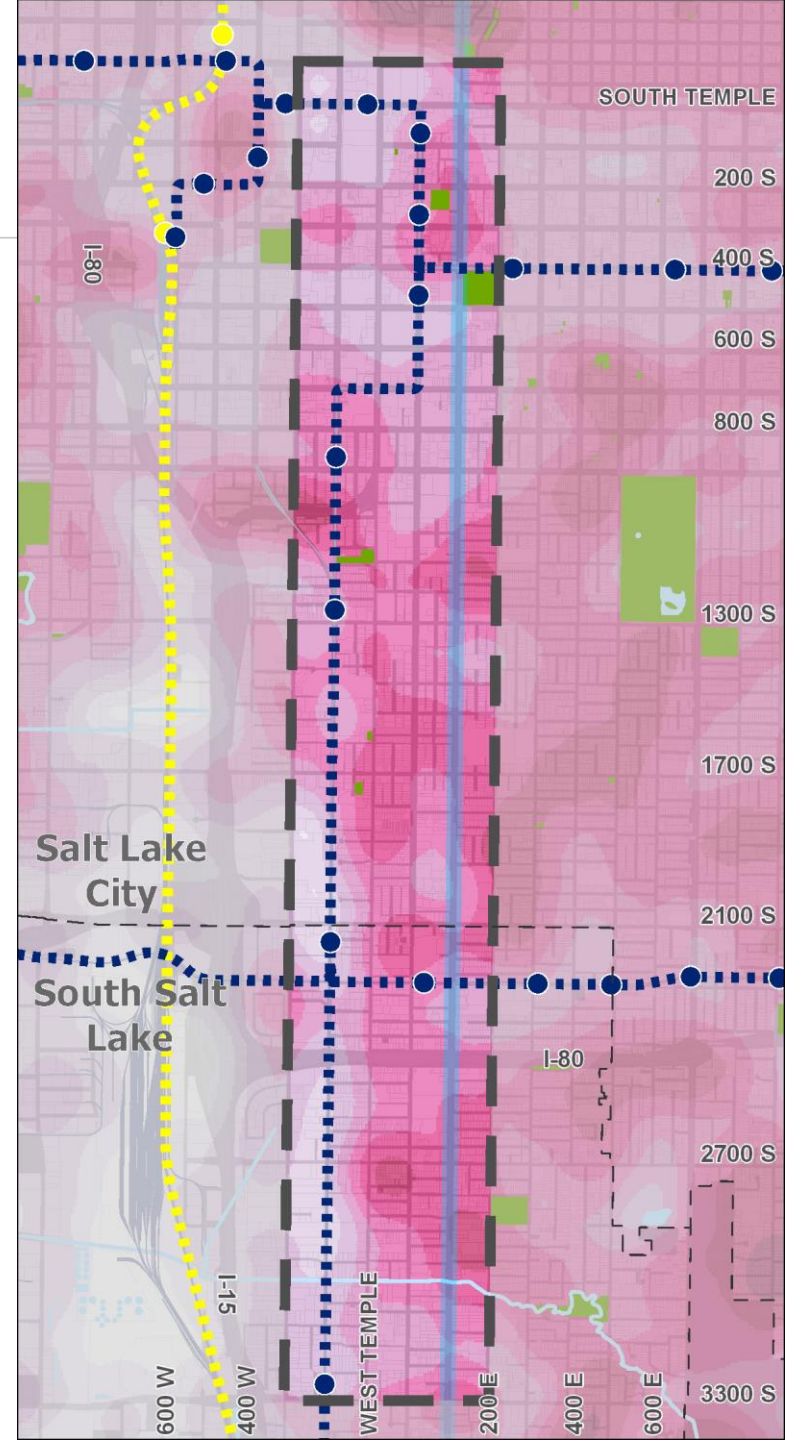 SOUTH TEMPLE
200 S
I-80
400 S
600 S
800 S
1300 S
1700 S
Salt Lake
City
2100 S
South Salt
Lake
I-80
2700 S
I-15
600 W
400 W
WEST TEMPLE
200 E
400 E
600 E
3300 S